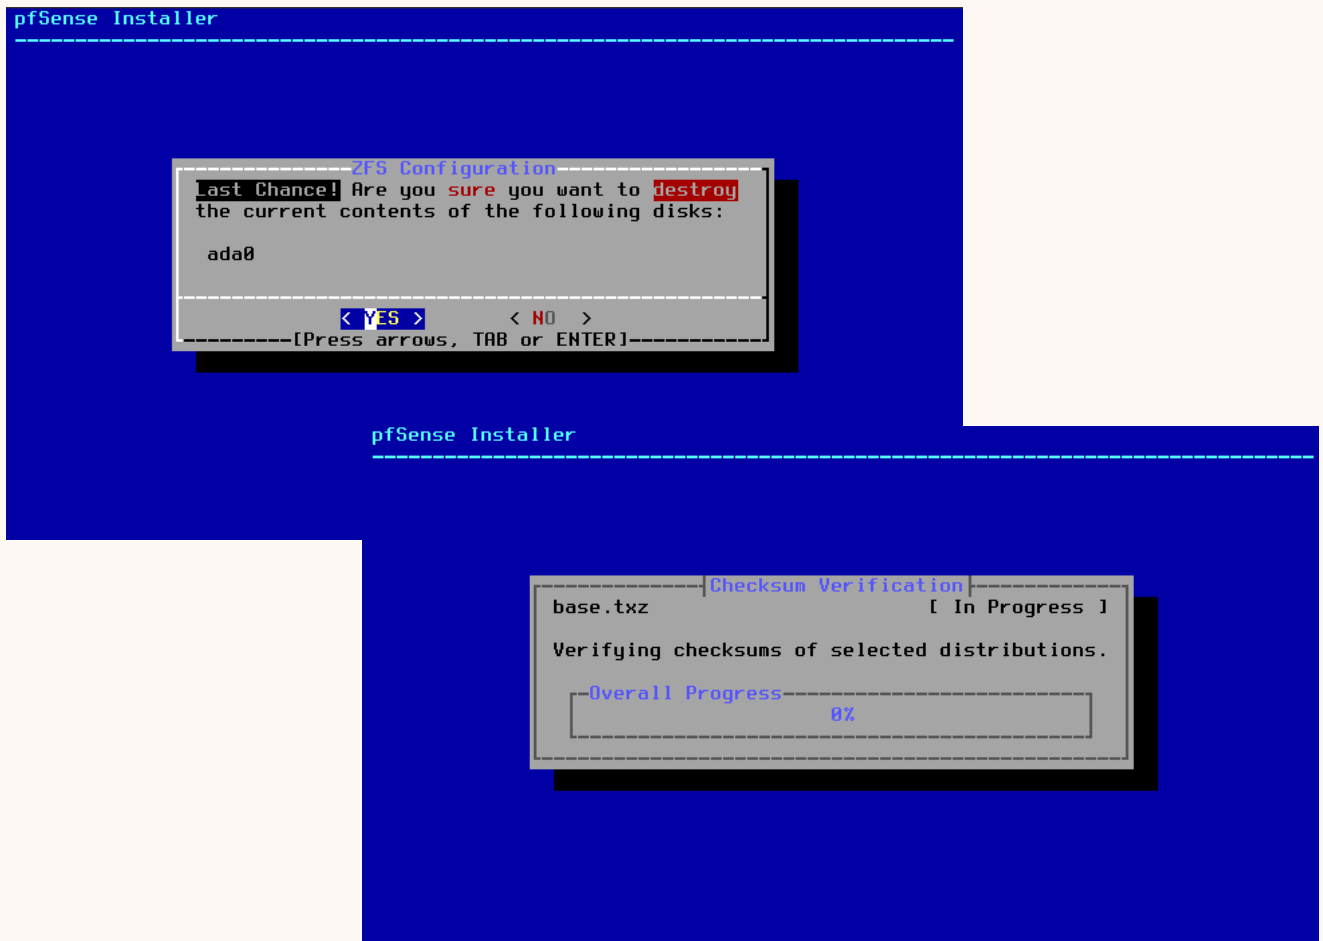 pfSense Installer
ZFS Configuration
Last Chance! Are you sure you want to destroy
the current contents of the following disks:
ada0
< YES > < NO >
[Press arrows, TAB or ENTER]
pfSense Installer
Checksum Verification
base.txz [ In Progress ]
Verifying checksums of selected distributions.
Overall Progress
0%